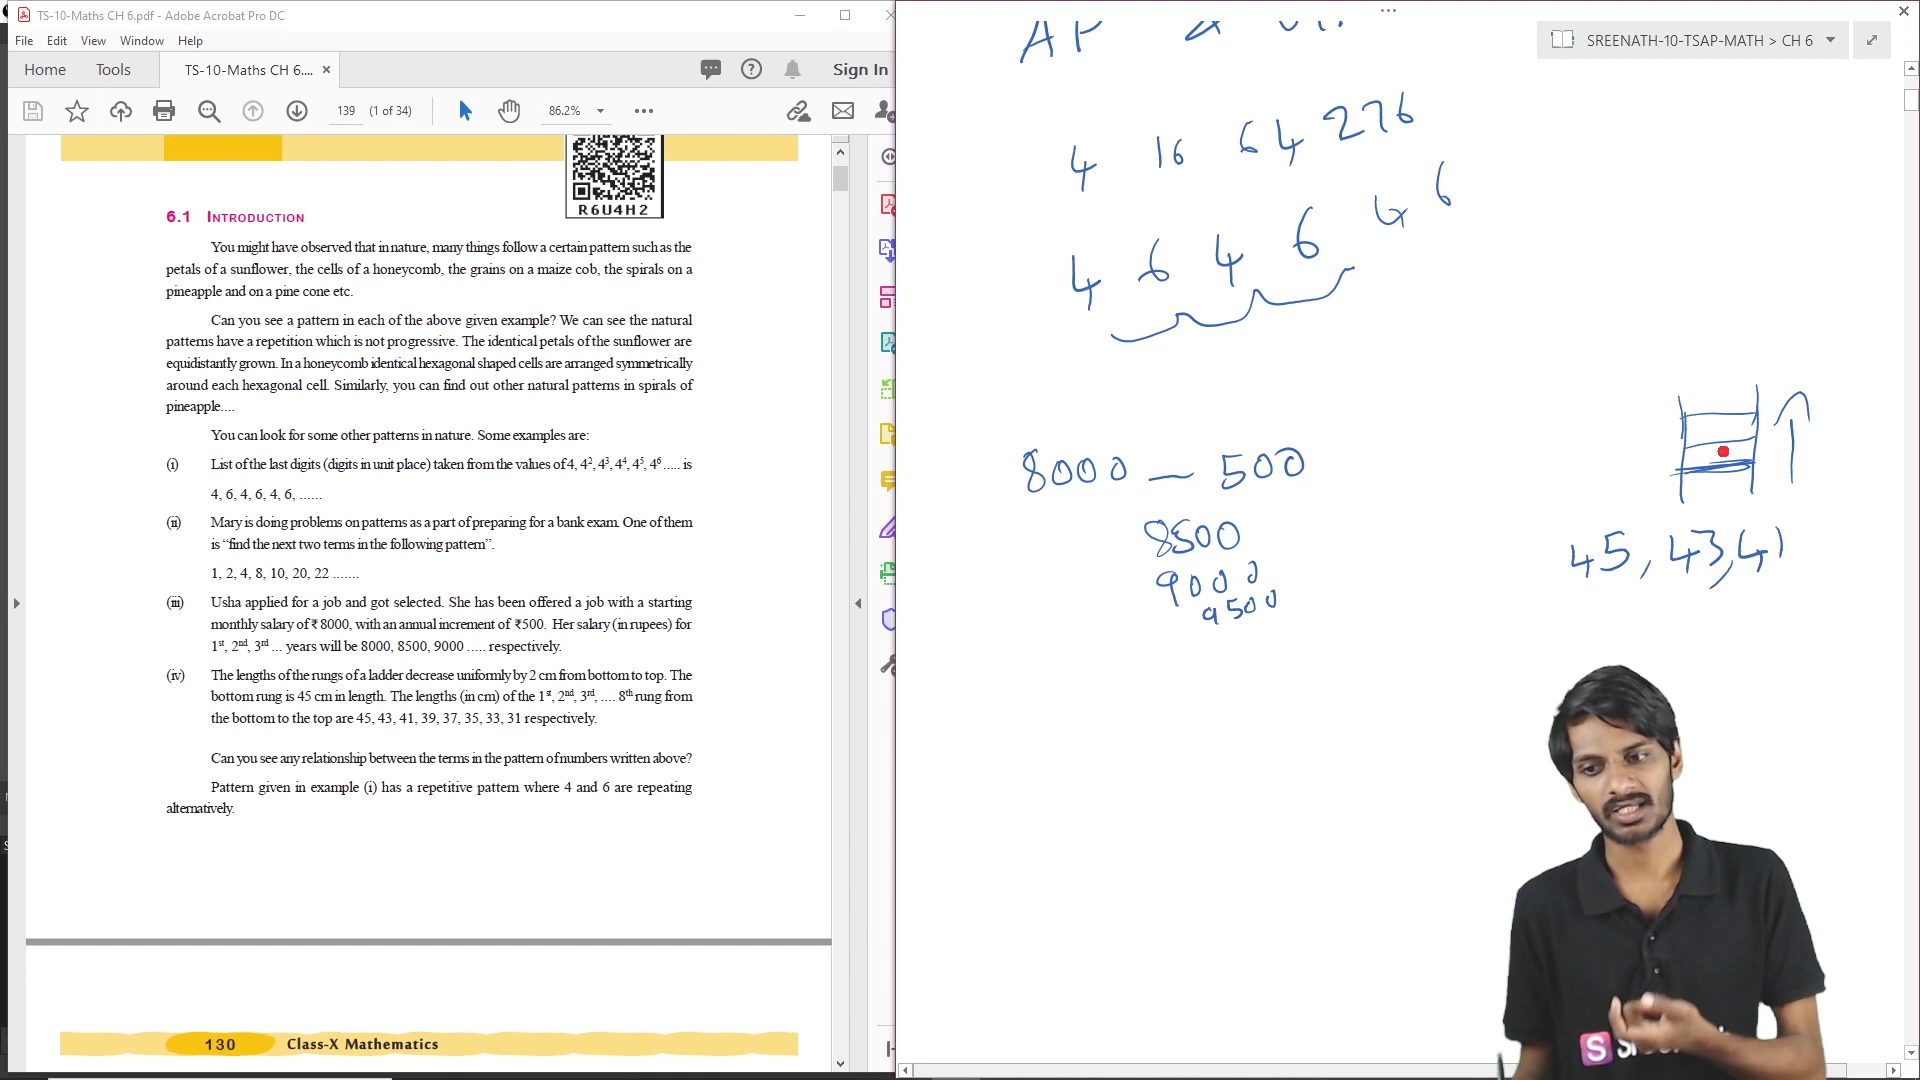 TS-10-Maths CH 6.pdf - Adobe Acrobat Pro DC
File Edit View Window Help
Home Tools TS-10-Maths CH 6.... × Sign In
139 (1 of 34) 86.2%
R6U4H2
6.1 INTRODUCTION
You might have observed that in nature, many things follow a certain pattern such as the
petals of a sunflower, the cells of a honeycomb, the grains on a maize cob, the spirals on a
pineapple and on a pine cone etc.
Can you see a pattern in each of the above given example? We can see the natural
patterns have a repetition which is not progressive. The identical petals of the sunflower are
equidistantly grown. In a honeycomb identical hexagonal shaped cells are arranged symmetrically
around each hexagonal cell. Similarly, you can find out other natural patterns in spirals of
pineapple....
You can look for some other patterns in nature. Some examples are:
(i) List of the last digits (digits in unit place) taken from the values of 4, 4², 4³, 4⁴, 4⁵, 4⁶ ..... is
4, 6, 4, 6, 4, 6, ......
(ii) Mary is doing problems on patterns as a part of preparing for a bank exam. One of them
is “find the next two terms in the following pattern”.
1, 2, 4, 8, 10, 20, 22 .......
(iii) Usha applied for a job and got selected. She has been offered a job with a starting
monthly salary of ₹ 8000, with an annual increment of ₹500. Her salary (in rupees) for
1st, 2nd, 3rd ... years will be 8000, 8500, 9000 ..... respectively.
(iv) The lengths of the rungs of a ladder decrease uniformly by 2 cm from bottom to top. The
bottom rung is 45 cm in length. The lengths (in cm) of the 1st, 2nd, 3rd, .... 8th rung from
the bottom to the top are 45, 43, 41, 39, 37, 35, 33, 31 respectively.
Can you see any relationship between the terms in the pattern of numbers written above?
Pattern given in example (i) has a repetitive pattern where 4 and 6 are repeating
alternatively.
130 Class-X Mathematics
SREENATH-10-TSAP-MATH > CH 6
AP &
4 16 64 276
4 6 4 6 4 6
8000 — 500
8500
9000
9500
45, 43, 41